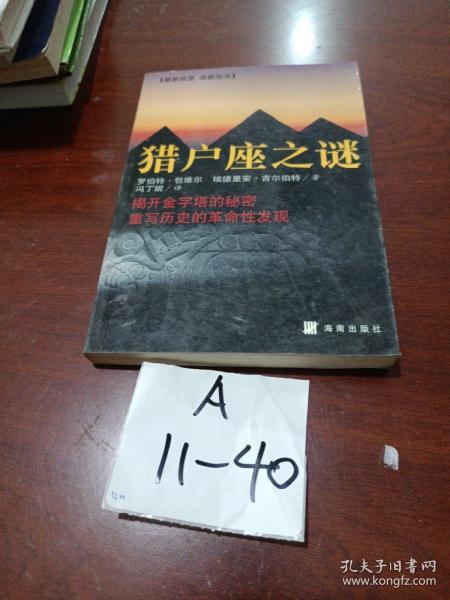 【最新信息 最新版本】
猎户座之谜
罗伯特·包维尔 埃德里安·吉尔伯特／著
冯丁妮／译
揭开金字塔的秘密
重写历史的革命性发现
海南出版社
A
11-40
孔夫子旧书网
www.kongfz.com